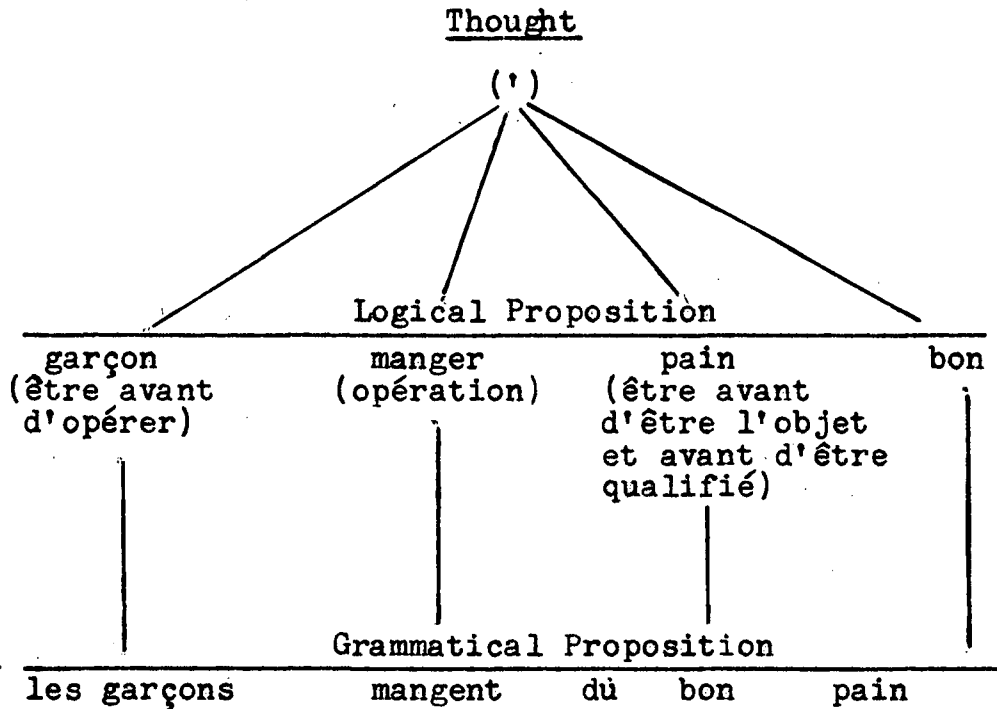 Thought
(')
Logical Proposition
garçon manger pain bon
(être avant (opération) (être avant
d'opérer) d'être l'objet
et avant d'être
qualifié)
Grammatical Proposition
les garçons mangent du bon pain